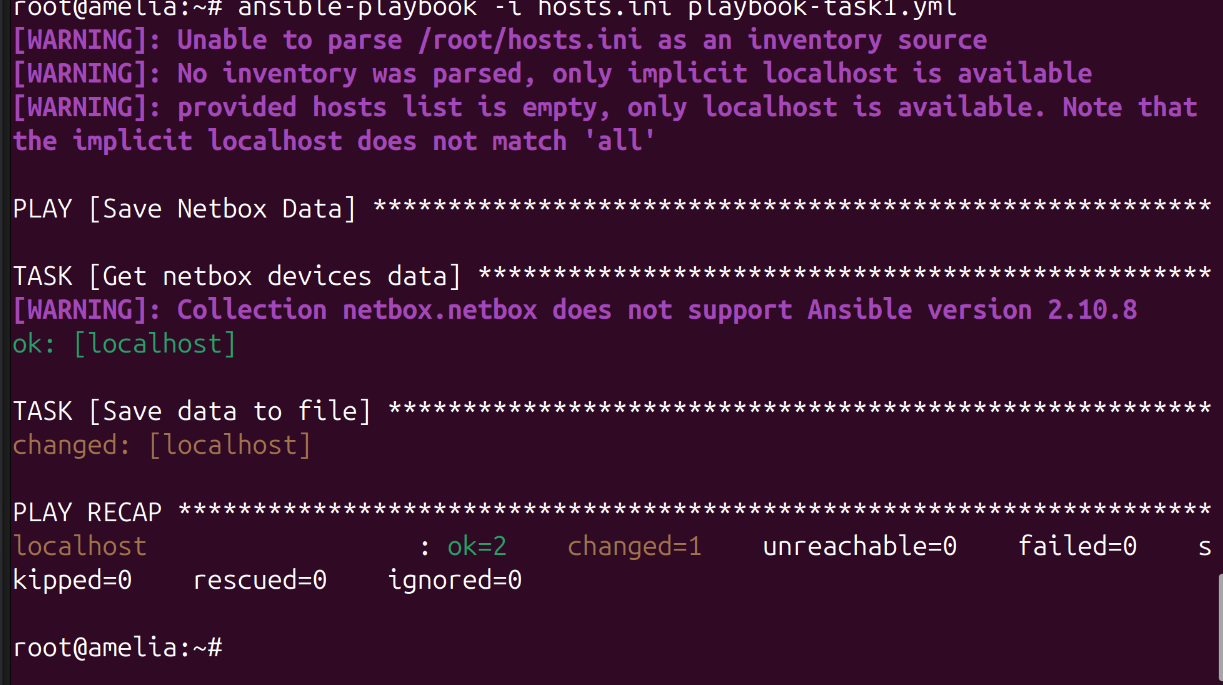 root@amelia:~# ansible-playbook -i hosts.ini playbook-task1.yml
[WARNING]: Unable to parse /root/hosts.ini as an inventory source
[WARNING]: No inventory was parsed, only implicit localhost is available
[WARNING]: provided hosts list is empty, only localhost is available. Note that
the implicit localhost does not match 'all'
PLAY [Save Netbox Data] ********************************************************
TASK [Get netbox devices data] *************************************************
[WARNING]: Collection netbox.netbox does not support Ansible version 2.10.8
ok: [localhost]
TASK [Save data to file] *******************************************************
changed: [localhost]
PLAY RECAP *********************************************************************
localhost                  : ok=2    changed=1    unreachable=0    failed=0    s
kipped=0    rescued=0    ignored=0
root@amelia:~#